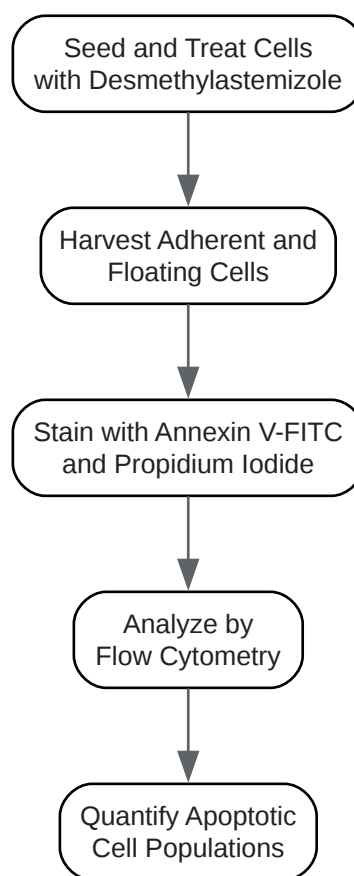 Seed and Treat Cells
with Desmethylastemizole
Harvest Adherent and
Floating Cells
Stain with Annexin V-FITC
and Propidium Iodide
Analyze by
Flow Cytometry
Quantify Apoptotic
Cell Populations